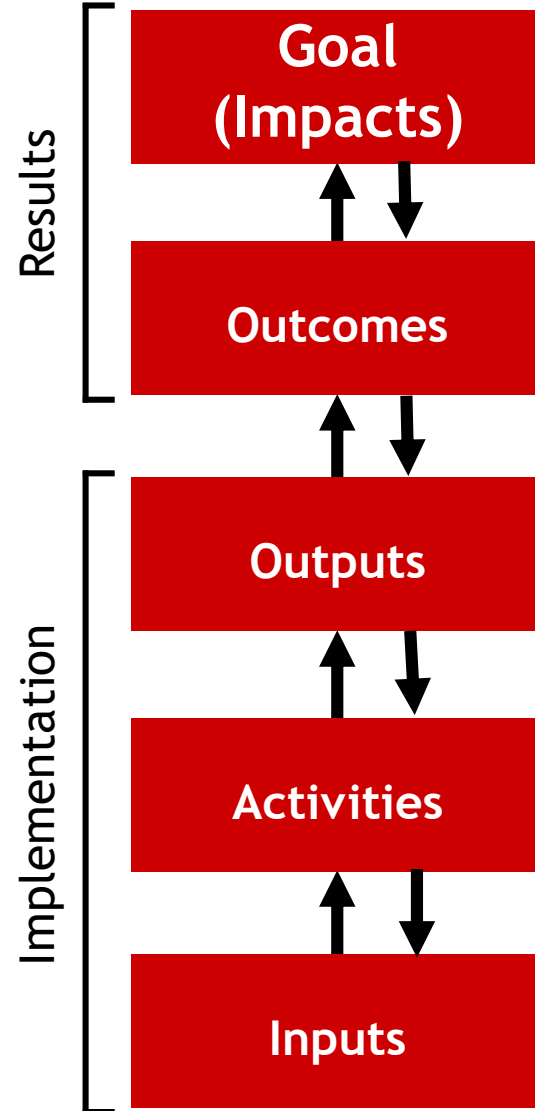 Results
Goal
(Impacts)
Outcomes
Implementation
Outputs
Activities
Inputs